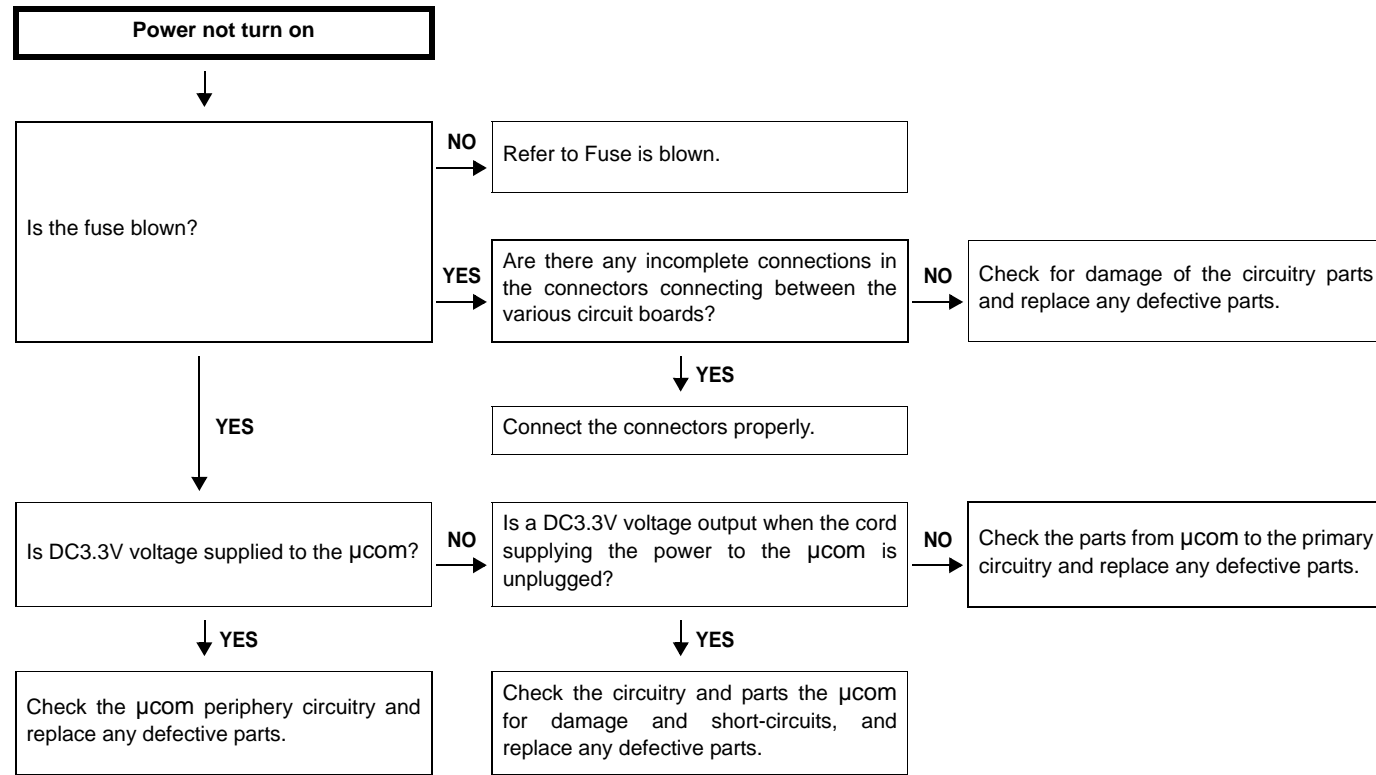 Power not turn on
NO
Refer to Fuse is blown.
Is the fuse blown?
YES
Are there any incomplete connections in
the connectors connecting between the
various circuit boards?
NO
Check for damage of the circuitry parts
and replace any defective parts.
YES
Connect the connectors properly.
YES
Is DC3.3V voltage supplied to the µcom?
NO
Is a DC3.3V voltage output when the cord
supplying the power to the µcom is
unplugged?
NO
Check the parts from µcom to the primary
circuitry and replace any defective parts.
YES
Check the µcom periphery circuitry and
replace any defective parts.
YES
Check the circuitry and parts the µcom
for damage and short-circuits, and
replace any defective parts.